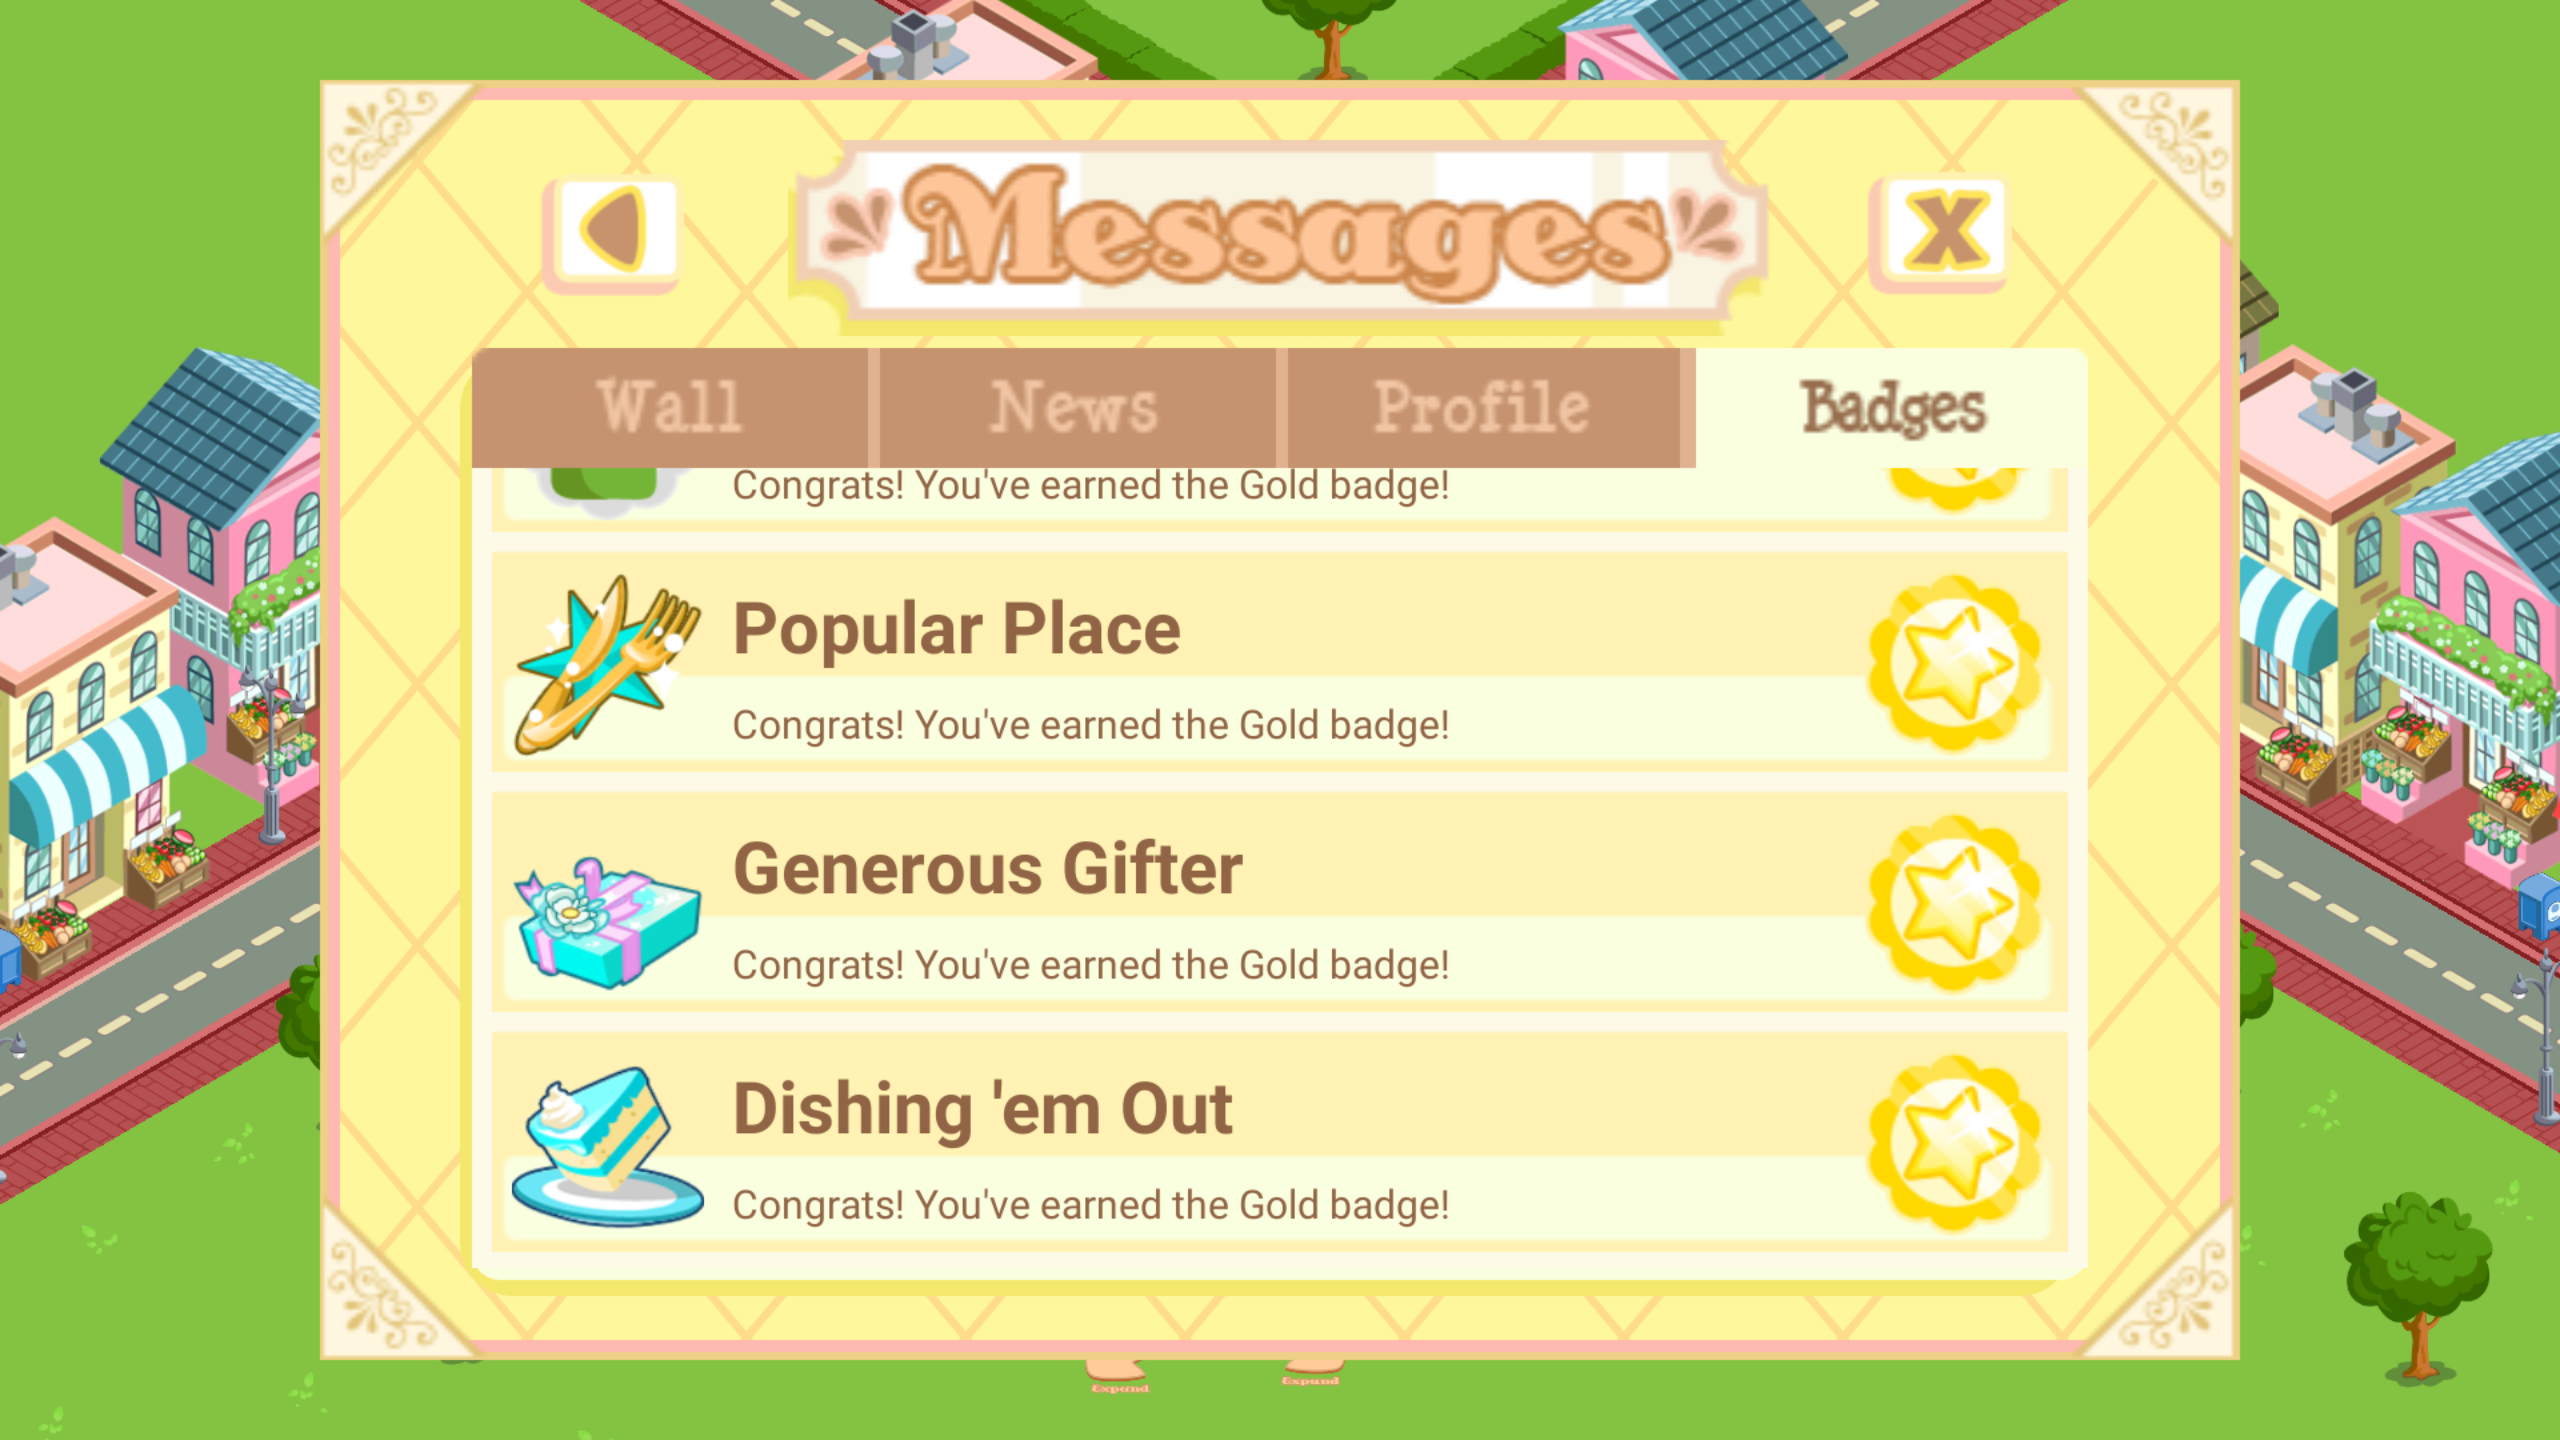 Messages
Wall News Profile Badges
Congrats! You've earned the Gold badge!
Popular Place
Congrats! You've earned the Gold badge!
Generous Gifter
Congrats! You've earned the Gold badge!
Dishing 'em Out
Congrats! You've earned the Gold badge!
Expand Expand